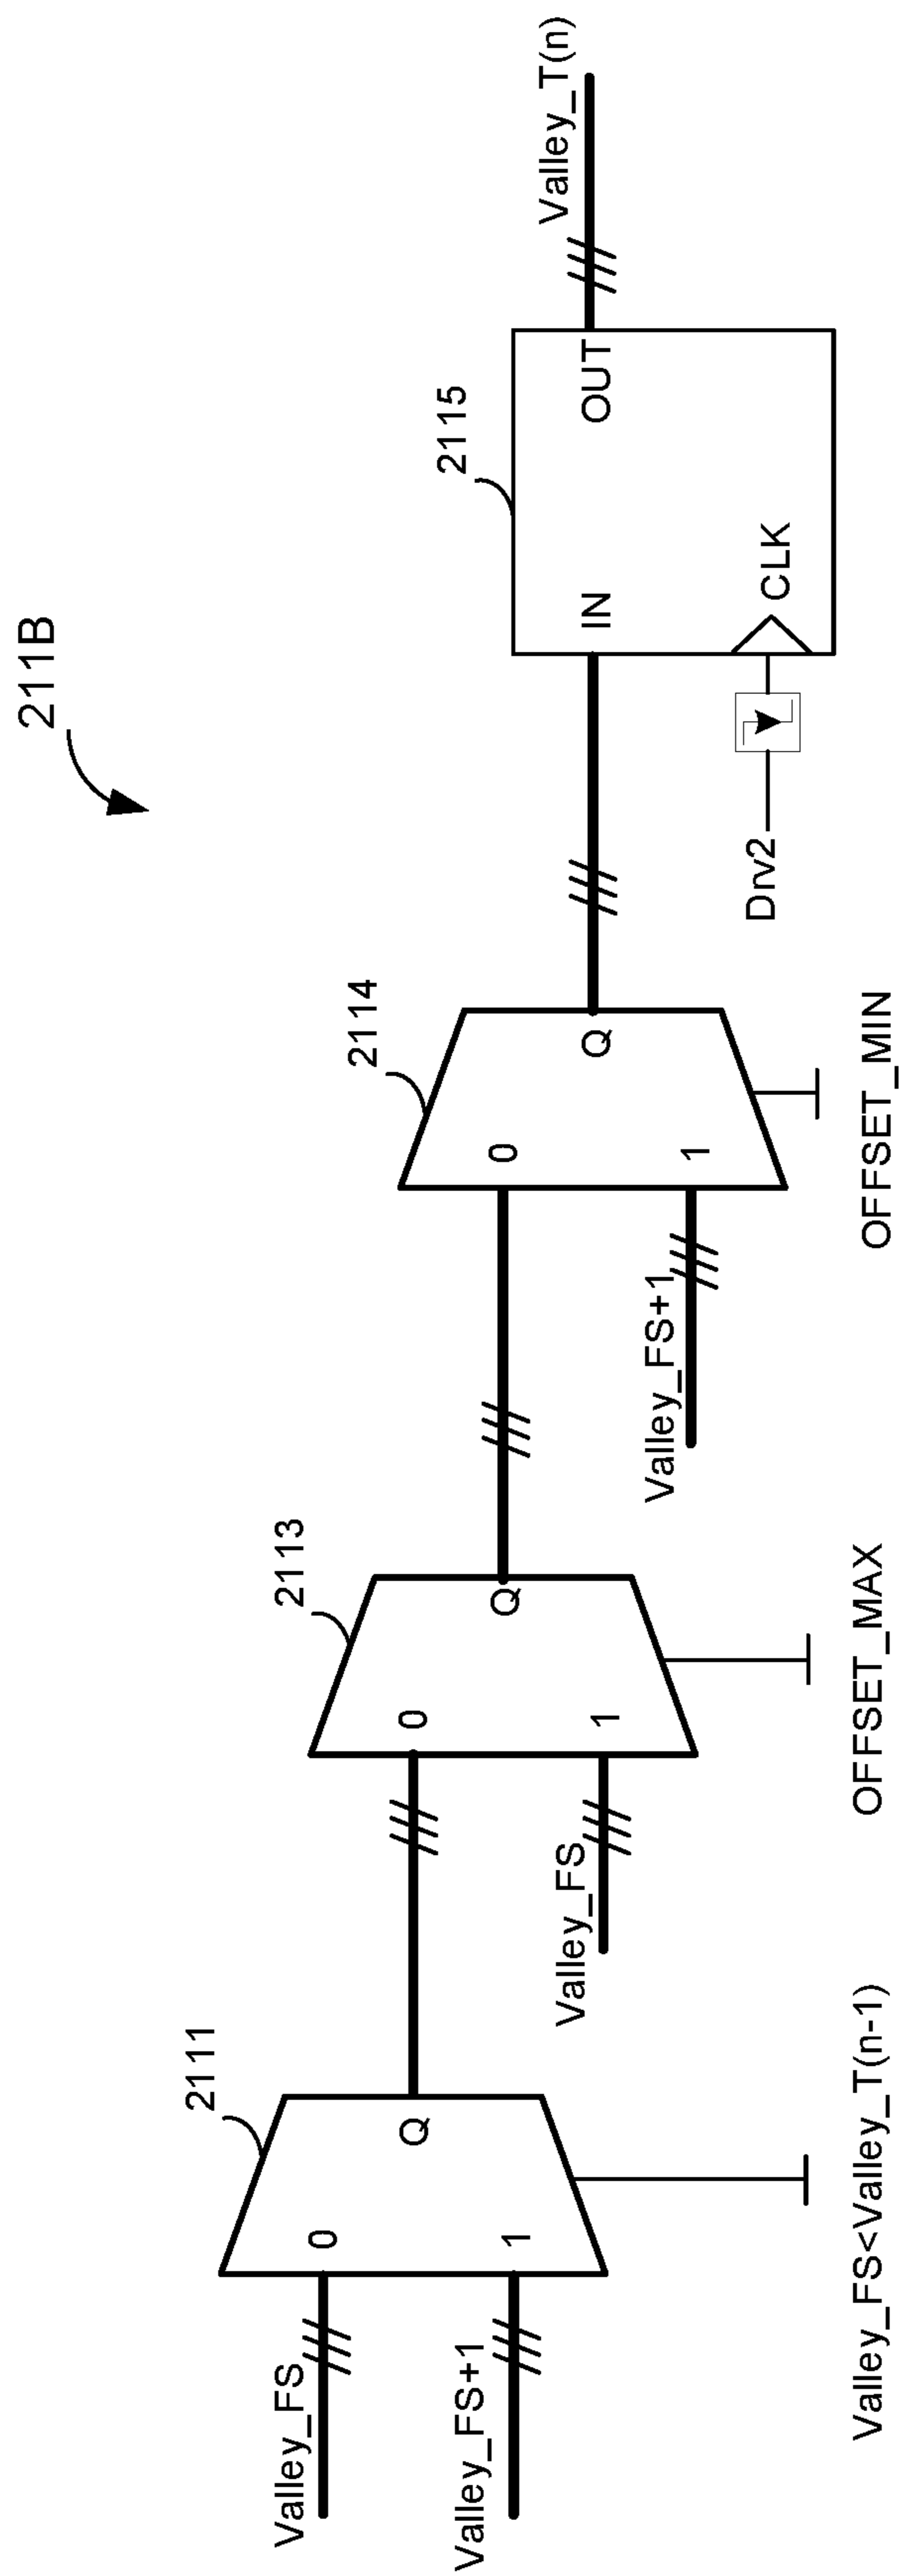 211B
2111
Valley_FS
0
Valley_FS+1
1
Q
Valley_FS<Valley_T(n-1)
2113
0
Valley_FS
1
Q
OFFSET_MAX
2114
0
Valley_FS+1
1
Q
OFFSET_MIN
2115
IN
OUT
Drv2
CLK
Valley_T(n)